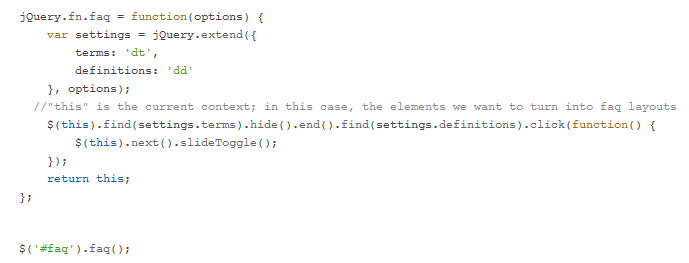 jQuery.fn.faq = function(options) {
    var settings = jQuery.extend({
        terms: 'dt',
        definitions: 'dd'
    }, options);
  //"this" is the current context; in this case, the elements we want to turn into faq layouts
    $(this).find(settings.terms).hide().end().find(settings.definitions).click(function() {
        $(this).next().slideToggle();
    });
    return this;
};
$('#faq').faq();